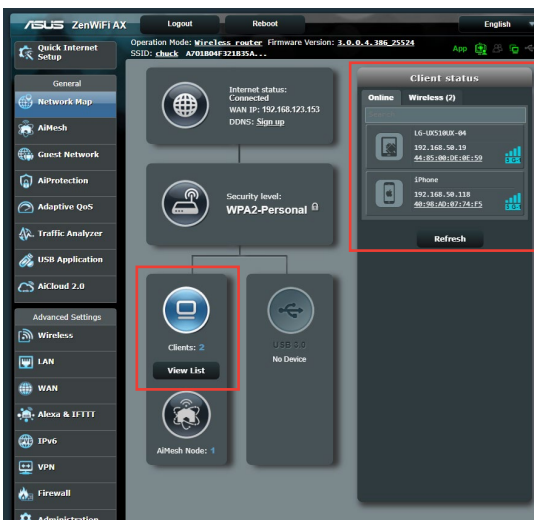 ASUS ZenWiFi AX
Logout
Reboot
English
Quick Internet
Setup
Operation Mode: Wireless router Firmware Version: 3.0.0.4.386_25524
SSID: chuck A701B04F321B35A...
App
General
Network Map
AiMesh
Guest Network
AiProtection
Adaptive QoS
Traffic Analyzer
USB Application
AiCloud 2.0
Advanced Settings
Wireless
LAN
WAN
Alexa & IFTTT
IPv6
VPN
Firewall
Administration
Internet status:
Connected
WAN IP: 192.168.123.153
DDNS: Sign up
Security level:
WPA2-Personal
Clients: 2
View List
USB 3.0
No Device
AiMesh Node: 1
Client status
Online Wireless (2)
LG-UX510UX-04
192.168.50.19
44:85:00:DE:0E:59
iPhone
192.168.50.118
40:98:AD:07:74:F5
Refresh